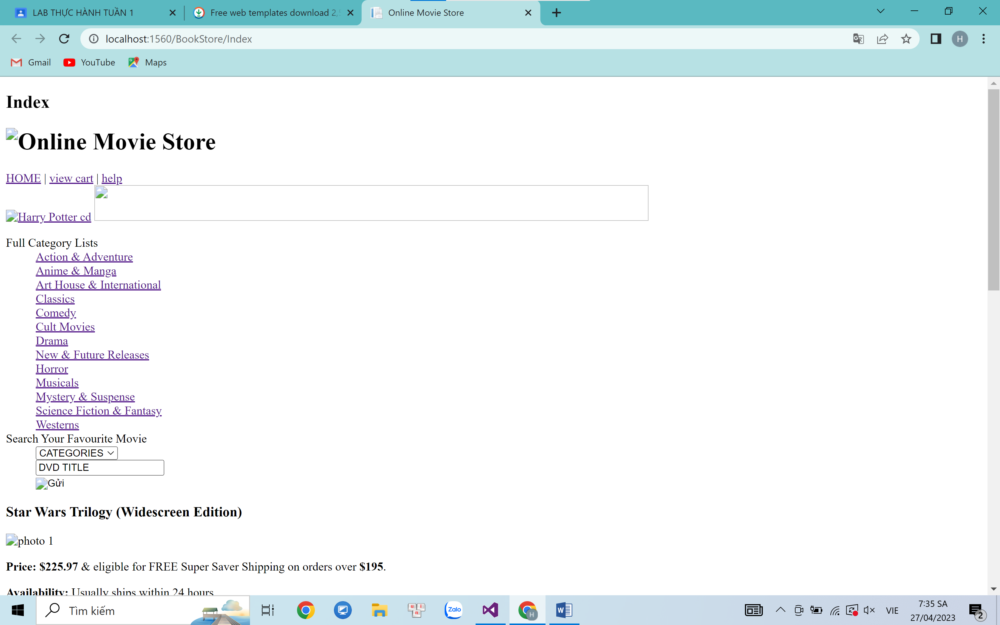 LAB THỰC HÀNH TUẦN 1
Free web templates download 2,
Online Movie Store
localhost:1560/BookStore/Index
H
Gmail
YouTube
Maps
Index
Online Movie Store
HOME | view cart | help
Harry Potter cd
Full Category Lists
Action & Adventure
Anime & Manga
Art House & International
Classics
Comedy
Cult Movies
Drama
New & Future Releases
Horror
Musicals
Mystery & Suspense
Science Fiction & Fantasy
Westerns
Search Your Favourite Movie
CATEGORIES
DVD TITLE
Gửi
Star Wars Trilogy (Widescreen Edition)
photo 1
Price: $225.97 & eligible for FREE Super Saver Shipping on orders over $195.
Availability: Usually ships within 24 hours
Tìm kiếm
Zalo
VIE
7:35 SA
27/04/2023
2